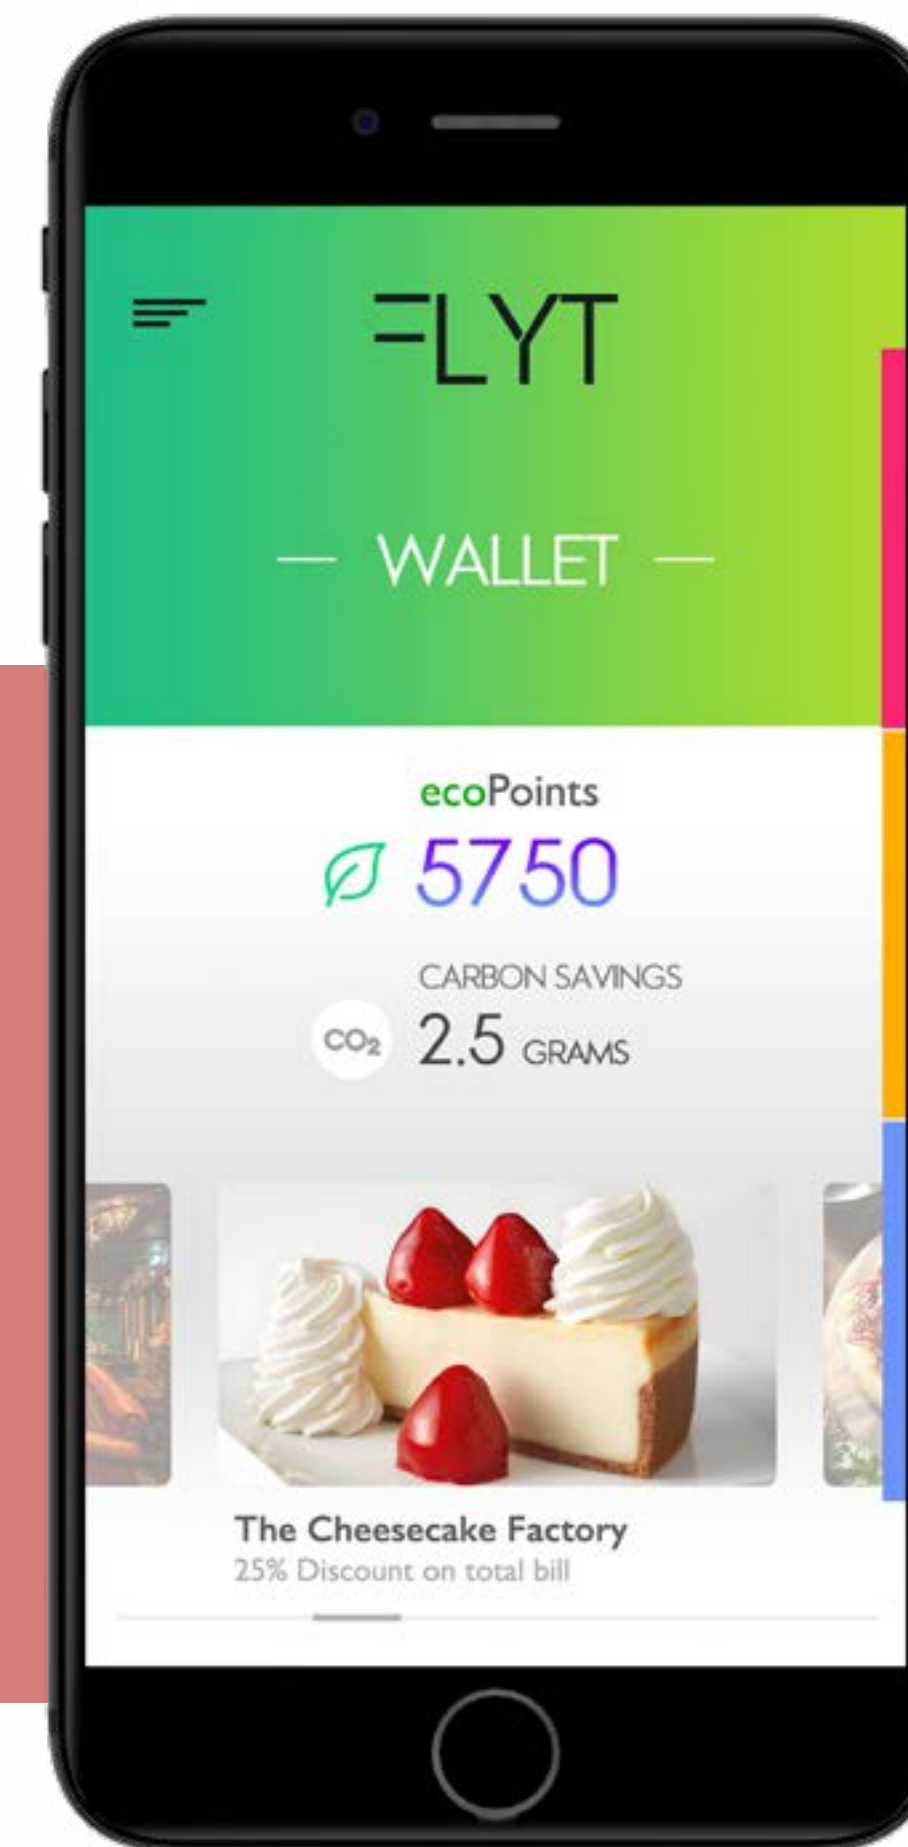 FLYT
— WALLET —
ecoPoints
5750
CARBON SAVINGS
CO₂ 2.5 GRAMS
The Cheesecake Factory
25% Discount on total bill